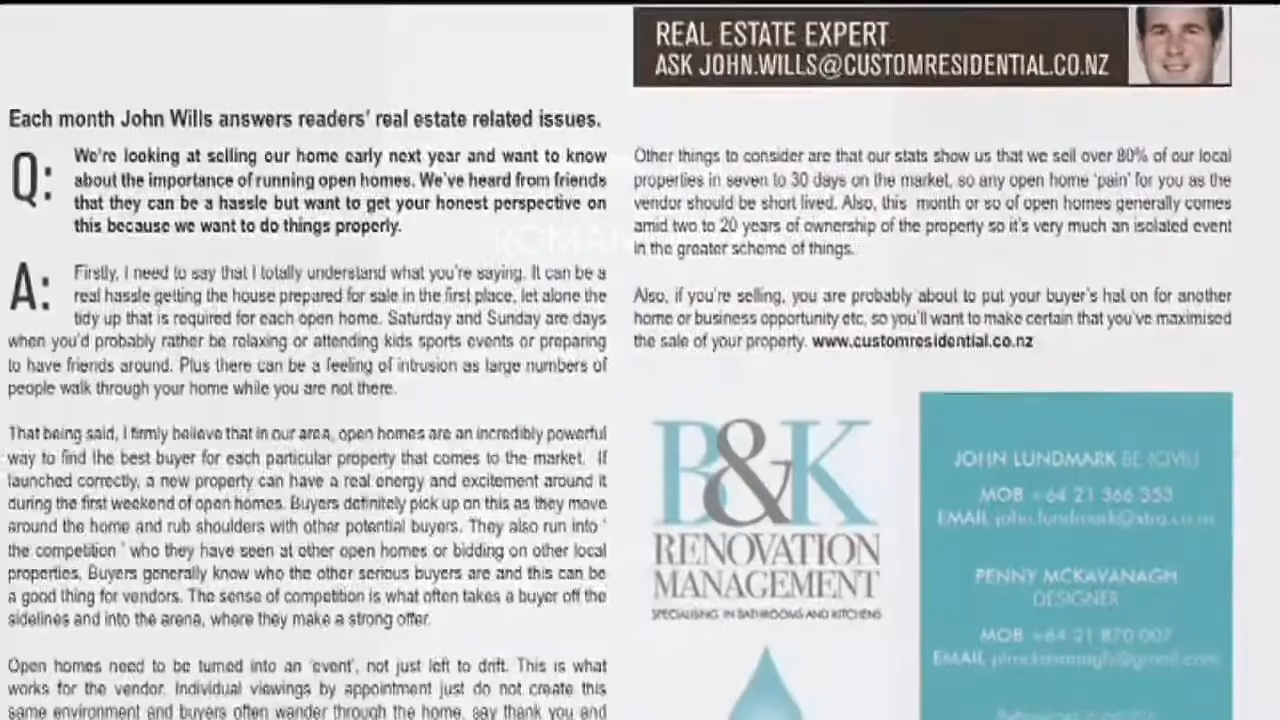 REAL ESTATE EXPERT
ASK JOHN.WILLS@CUSTOMRESIDENTIAL.CO.NZ
Each month John Wills answers readers' real estate related issues.
Q: We're looking at selling our home early next year and want to know
about the importance of running open homes. We've heard from friends
that they can be a hassle but want to get your honest perspective on
this because we want to do things properly.
A: Firstly, I need to say that I totally understand what you're saying. It can be a
real hassle getting the house prepared for sale in the first place, let alone the
tidy up that is required for each open home. Saturday and Sunday are days
when you'd probably rather be relaxing or attending kids sports events or preparing
to have friends around. Plus there can be a feeling of intrusion as large numbers of
people walk through your home while you are not there.
That being said, I firmly believe that in our area, open homes are an incredibly powerful
way to find the best buyer for each particular property that comes to the market. If
launched correctly, a new property can have a real energy and excitement around it
during the first weekend of open homes. Buyers definitely pick up on this as they move
around the home and rub shoulders with other potential buyers. They also run into '
the competition ' who they have seen at other open homes or bidding on other local
properties. Buyers generally know who the other serious buyers are and this can be
a good thing for vendors. The sense of competition is what often takes a buyer off the
sidelines and into the arena, where they make a strong offer.
Open homes need to be turned into an 'event', not just left to drift. This is what
works for the vendor. Individual viewings by appointment just do not create this
same environment and buyers often wander through the home, say thank you and
Other things to consider are that our stats show us that we sell over 80% of our local
properties in seven to 30 days on the market, so any open home 'pain' for you as the
vendor should be short lived. Also, this month or so of open homes generally comes
amid two to 20 years of ownership of the property so it's very much an isolated event
in the greater scheme of things.
Also, if you're selling, you are probably about to put your buyer's hat on for another
home or business opportunity etc, so you'll want to make certain that you've maximised
the sale of your property. www.customresidential.co.nz
B&K
RENOVATION
MANAGEMENT
SPECIALISING IN BATHROOMS AND KITCHENS
JOHN LUNDMARK BE (CIVIL)
MOB +64 21 366 353
EMAIL john.lundmark@xtra.co.nz
PENNY MCKAVANAGH
DESIGNER
MOB +64 21 870 007
EMAIL